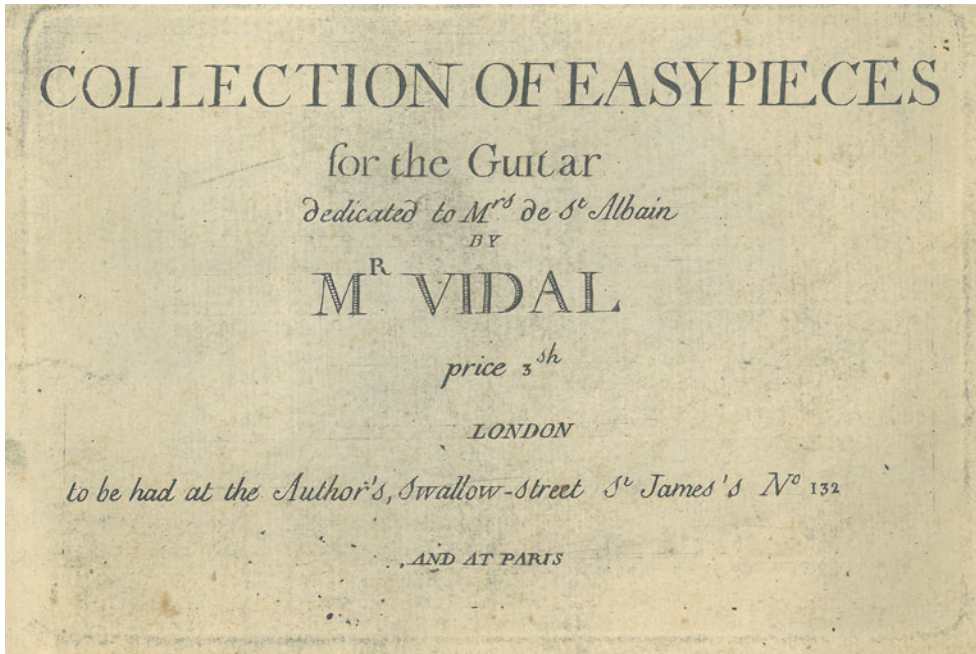 COLLECTION OF EASY PIECES
for the Guitar
dedicated to Mrs de St Albain
BY
MR VIDAL
price 3sh
LONDON
to be had at the Author's, Swallow-street St James's No 132
AND AT PARIS